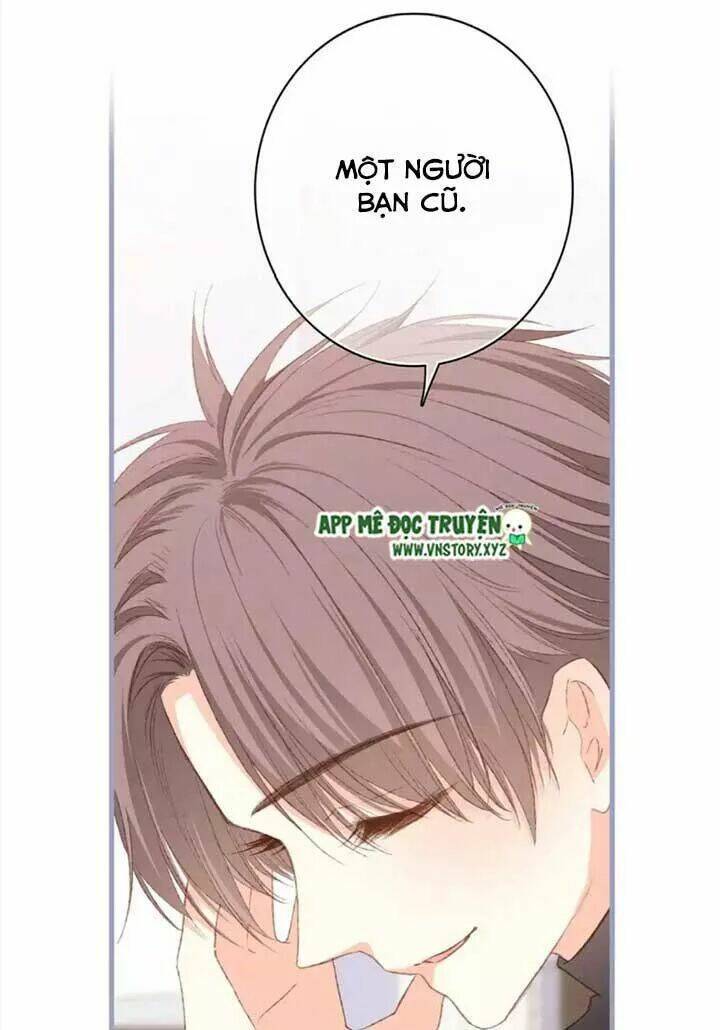 MỘT NGƯỜI
BẠN CŨ.
APP MÊ ĐỌC TRUYỆN
WWW.VNSTORY.XYZ